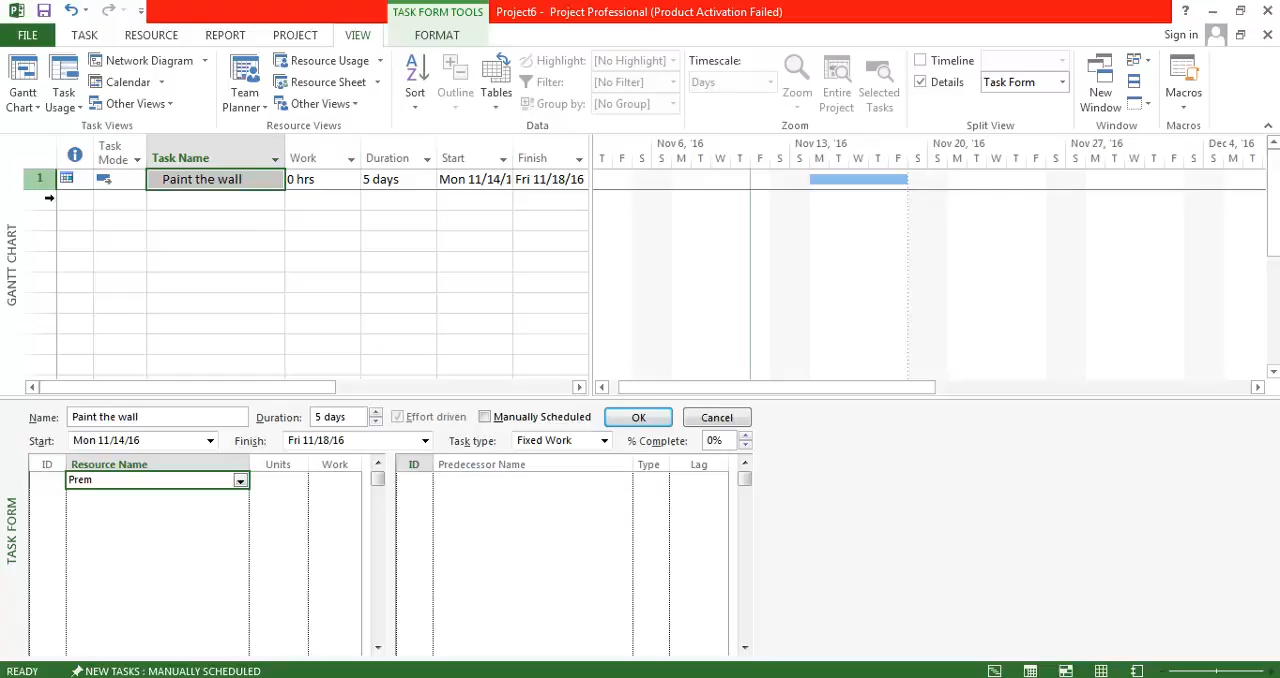 TASK FORM TOOLS
Project6 - Project Professional (Product Activation Failed)
FILE TASK RESOURCE REPORT PROJECT VIEW FORMAT Sign in
Network Diagram
Calendar
Other Views
Gantt Chart
Task Usage
Task Views
Team Planner
Resource Usage
Resource Sheet
Other Views
Resource Views
Sort
Outline
Tables
Highlight: [No Highlight]
Filter: [No Filter]
Group by: [No Group]
Data
Timescale:
Days
Zoom
Entire Project
Selected Tasks
Zoom
Timeline
Details Task Form
Split View
New Window
Window
Macros
Macros
Task Mode Task Name Work Duration Start Finish
1 Paint the wall 0 hrs 5 days Mon 11/14/1 Fri 11/18/16
Nov 6, '16 Nov 13, '16 Nov 20, '16 Nov 27, '16 Dec 4, '16
T F S S M T W T F S S M T W T F S S M T W T F S S M T W T F S S M T
GANTT CHART
Name: Paint the wall Duration: 5 days Effort driven Manually Scheduled OK Cancel
Start: Mon 11/14/16 Finish: Fri 11/18/16 Task type: Fixed Work % Complete: 0%
ID Resource Name Units Work ID Predecessor Name Type Lag
Prem
TASK FORM
READY NEW TASKS : MANUALLY SCHEDULED